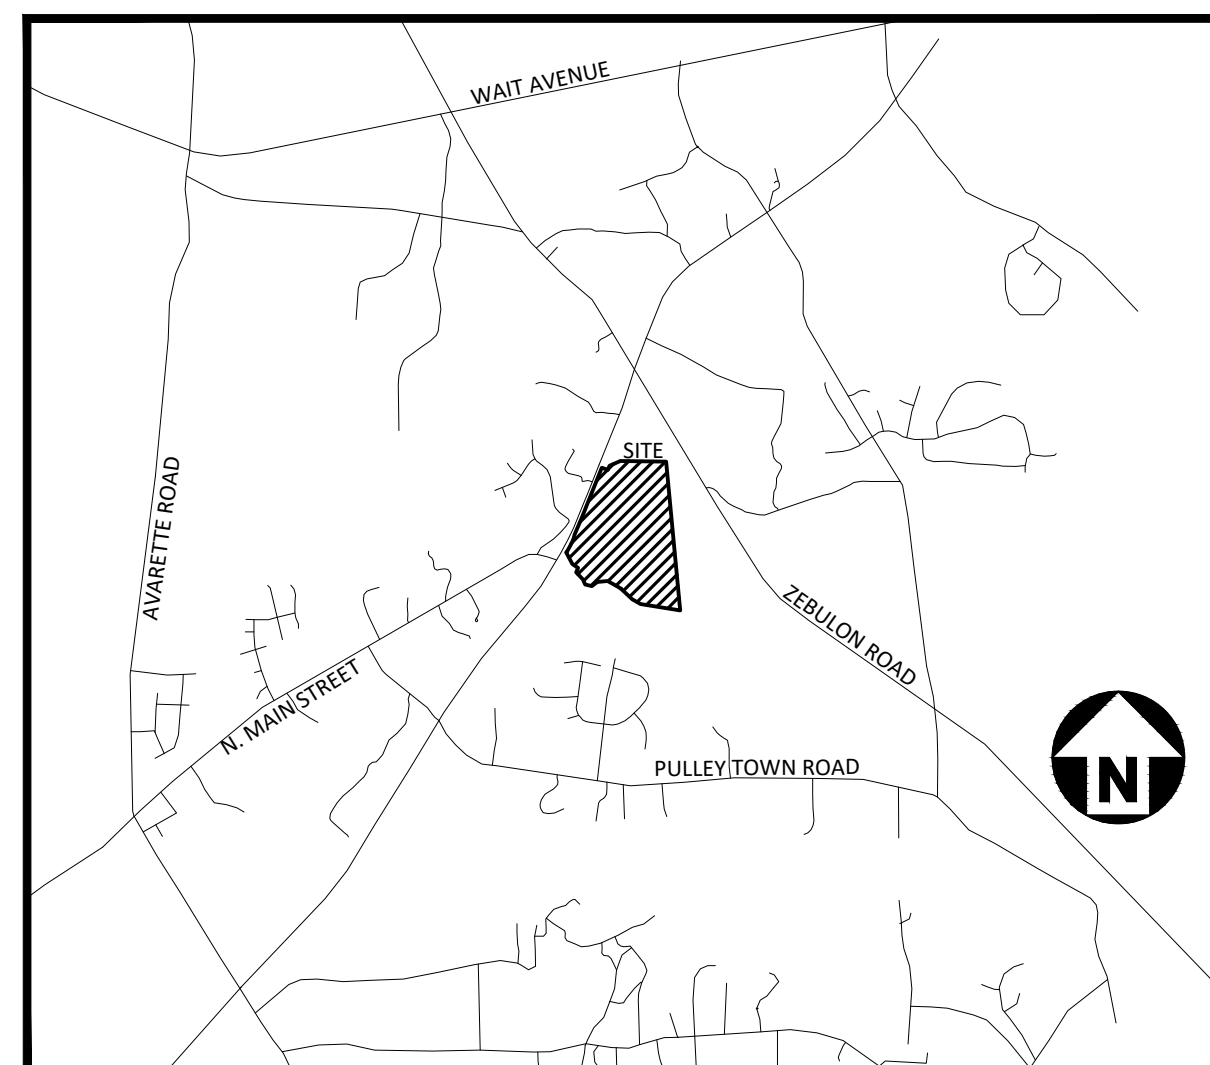 WAIT AVENUE
SITE
AVARETTE ROAD
ZEBULON ROAD
N. MAIN STREET
PULLEY TOWN ROAD
N